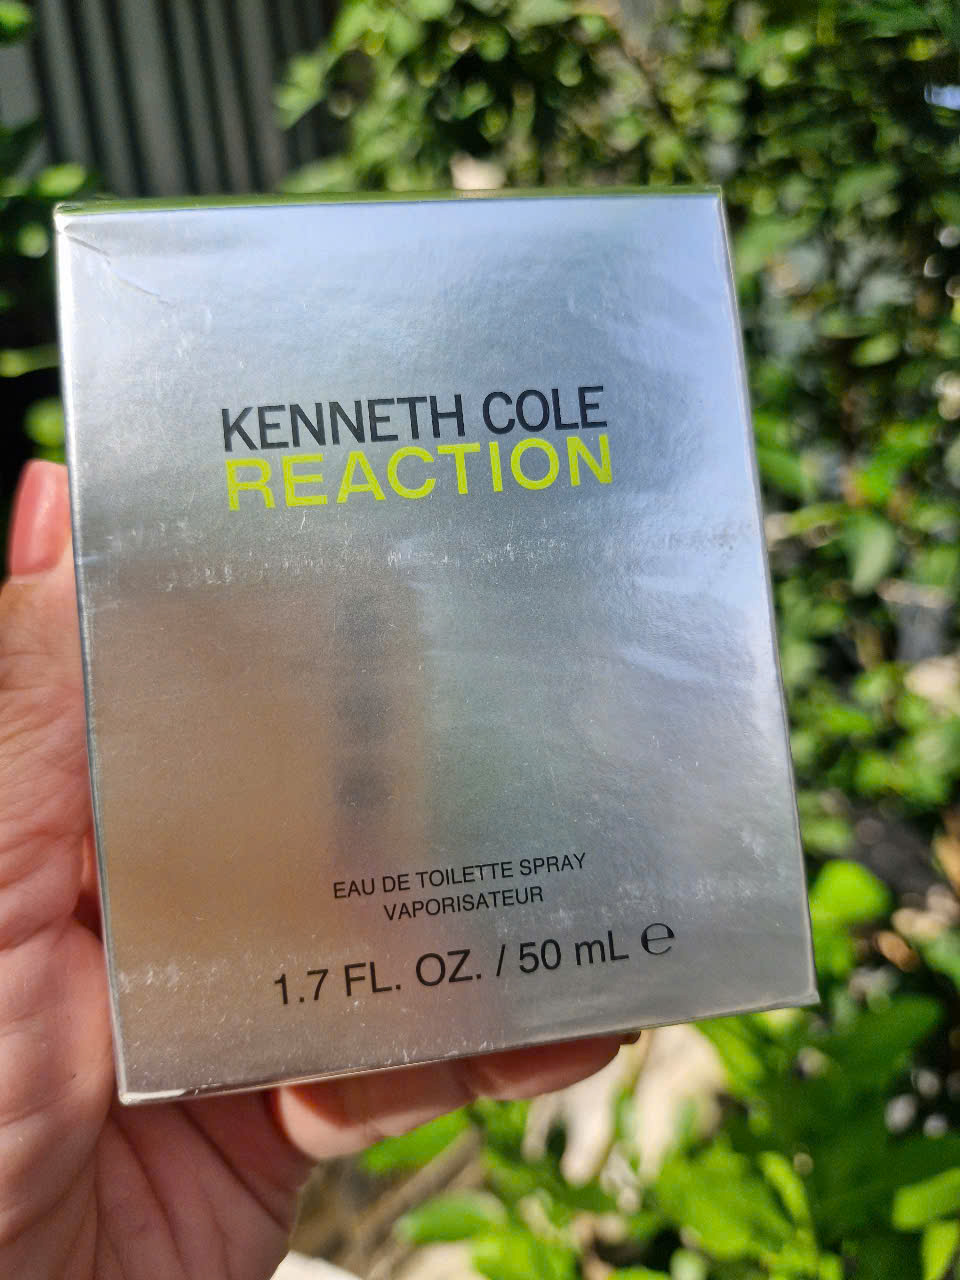 KENNETH COLE
REACTION
EAU DE TOILETTE SPRAY
VAPORISATEUR
1.7 FL. OZ. / 50 mL ℮